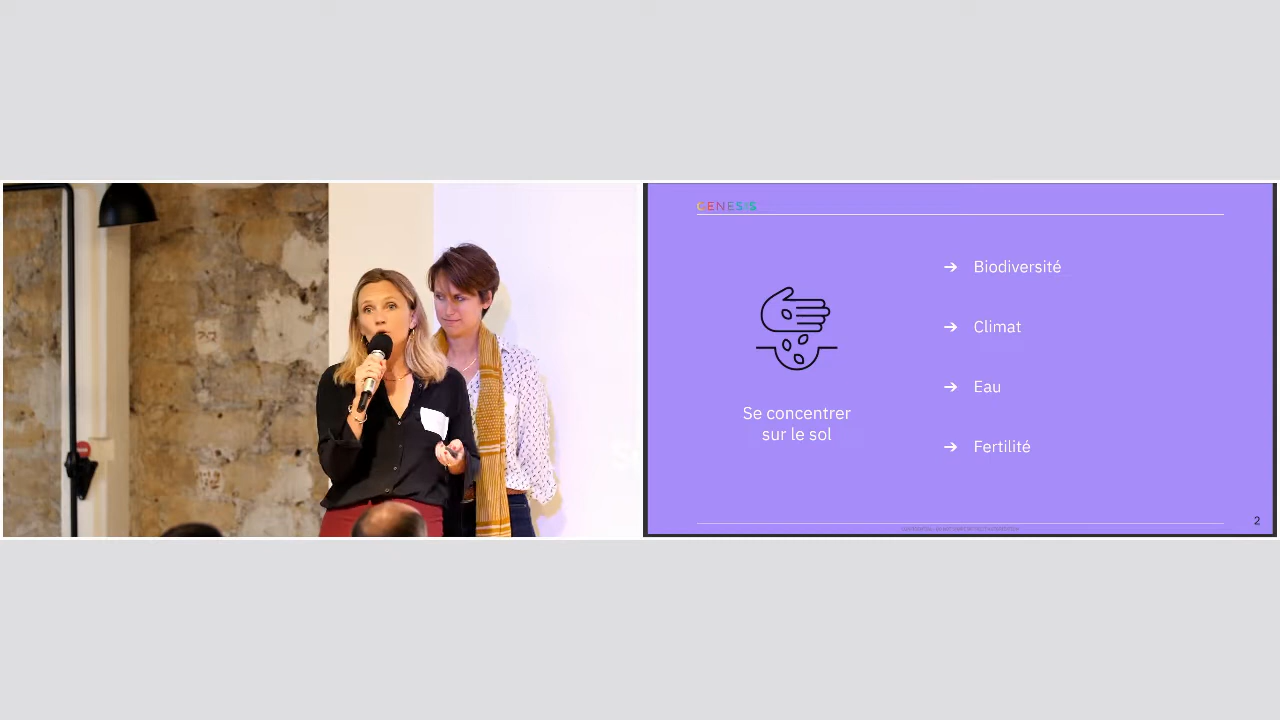 GENESIS
Se concentrer
sur le sol
→ Biodiversité
→ Climat
→ Eau
→ Fertilité
2